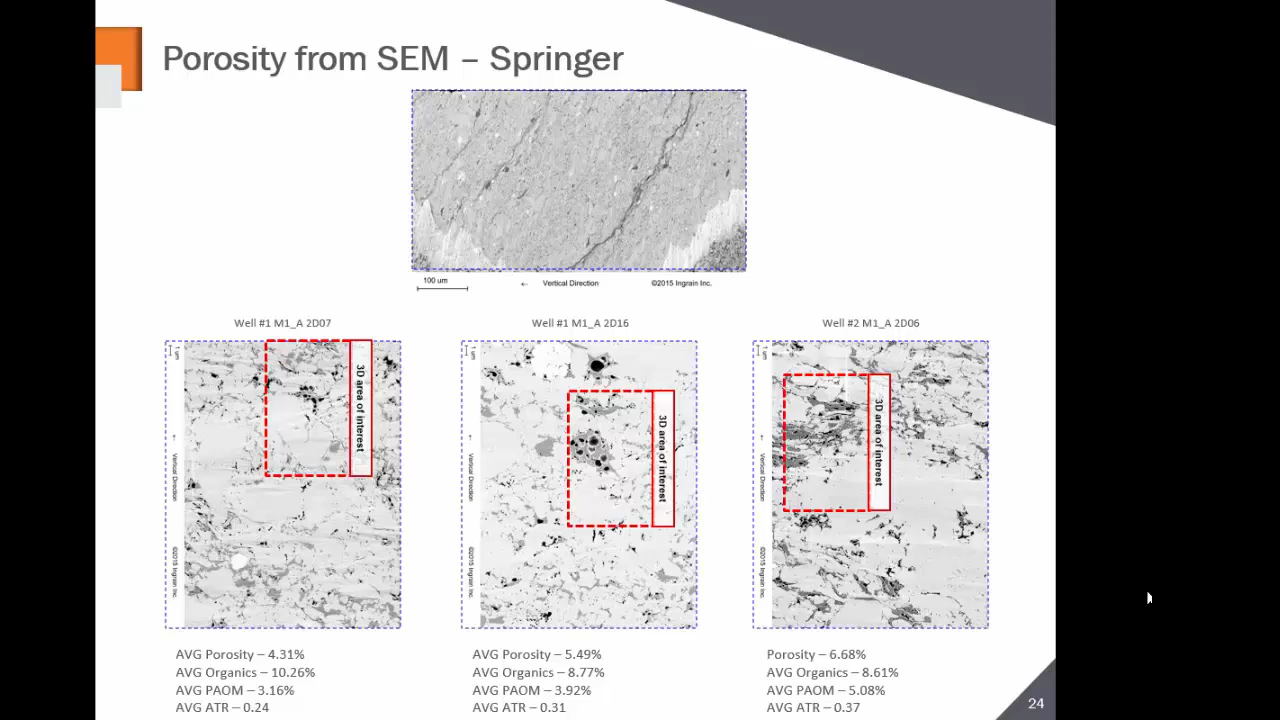 Porosity from SEM – Springer
100 um
← Vertical Direction
©2015 Ingrain Inc.
Well #1 M1_A 2D07
Well #1 M1_A 2D16
Well #2 M1_A 2D06
3D area of interest
Vertical Direction
©2015 Ingrain Inc.
3D area of interest
Vertical Direction
©2015 Ingrain Inc.
3D area of interest
Vertical Direction
©2015 Ingrain Inc.
AVG Porosity – 4.31%
AVG Organics – 10.26%
AVG PAOM – 3.16%
AVG ATR – 0.24
AVG Porosity – 5.49%
AVG Organics – 8.77%
AVG PAOM – 3.92%
AVG ATR – 0.31
Porosity – 6.68%
AVG Organics – 8.61%
AVG PAOM – 5.08%
AVG ATR – 0.37
24